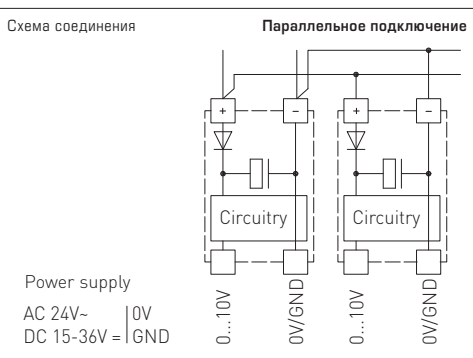 Схема соединения
Параллельное подключение
+ − + −
Circuitry Circuitry
Power supply
AC 24V~ 0V
DC 15-36V = GND
0...10V
0V/GND
0...10V
0V/GND